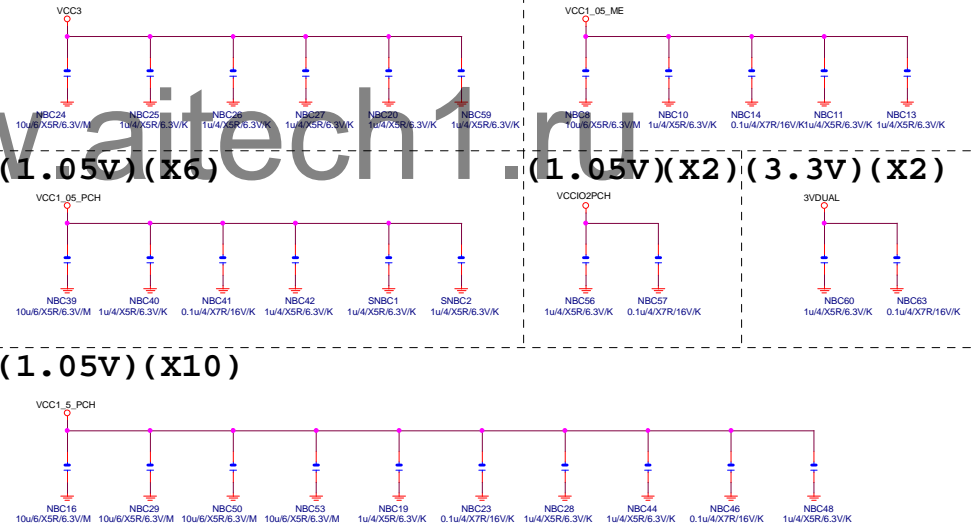 VCC3
VCC1_05_ME
NBC24 NBC25 NBC26 NBC27 NBC20 NBC59 NBC8 NBC10 NBC14 NBC11 NBC13
10u/6/X5R/6.3V/M 1u/4/X5R/6.3V/K 1u/4/X5R/6.3V/K 1u/4/X5R/6.3V/K 1u/4/X5R/6.3V/K 1u/4/X5R/6.3V/K 10u/6/X5R/6.3V/M 1u/4/X5R/6.3V/K 0.1u/4/X7R/16V/K 1u/4/X5R/6.3V/K 1u/4/X5R/6.3V/K
w.aitech1.ru
(1.05V)(X6) (1.05V)(X2) (3.3V)(X2)
VCC1_05_PCH VCCIO2PCH 3VDUAL
NBC39 NBC40 NBC41 NBC42 SNBC1 SNBC2 NBC56 NBC57 NBC60 NBC63
10u/6/X5R/6.3V/M 1u/4/X5R/6.3V/K 0.1u/4/X7R/16V/K 1u/4/X5R/6.3V/K 1u/4/X5R/6.3V/K 1u/4/X5R/6.3V/K 1u/4/X5R/6.3V/K 0.1u/4/X7R/16V/K 1u/4/X5R/6.3V/K 0.1u/4/X7R/16V/K
(1.05V)(X10)
VCC1_5_PCH
NBC16 NBC29 NBC50 NBC53 NBC19 NBC23 NBC28 NBC44 NBC46 NBC48
10u/6/X5R/6.3V/M 10u/6/X5R/6.3V/M 10u/6/X5R/6.3V/M 10u/6/X5R/6.3V/M 1u/4/X5R/6.3V/K 0.1u/4/X7R/16V/K 1u/4/X5R/6.3V/K 1u/4/X5R/6.3V/K 0.1u/4/X7R/16V/K 1u/4/X5R/6.3V/K